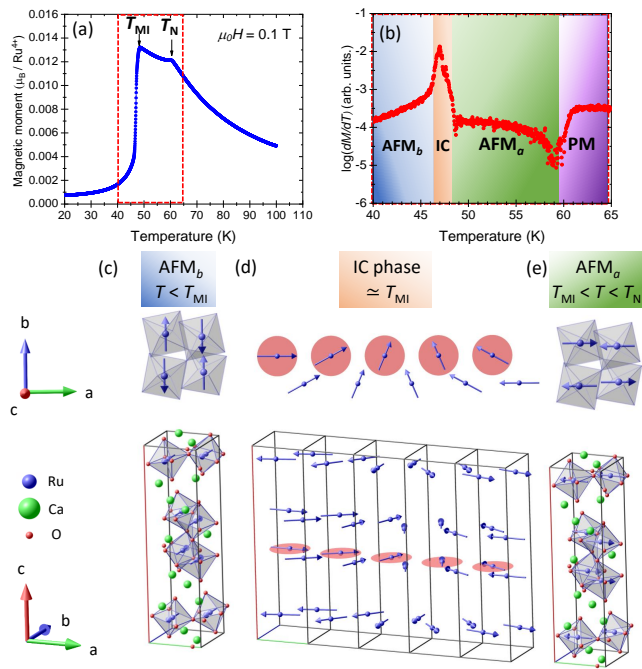 (a)
T_MI
T_N
μ₀H = 0.1 T
Magnetic moment (μ_B / Ru⁴⁺)
0.016
0.014
0.012
0.010
0.008
0.006
0.004
0.002
0.000
20 30 40 50 60 70 80 90 100 110
Temperature (K)
(b)
log(dM/dT) (arb. units.)
-1
-2
-3
-4
-5
-6
AFM_b
IC
AFM_a
PM
40 45 50 55 60 65
Temperature (K)
(c)
AFM_b
T < T_MI
(d)
IC phase
≃ T_MI
(e)
AFM_a
T_MI < T < T_N
b
c
a
Ru
Ca
O
c
b
a